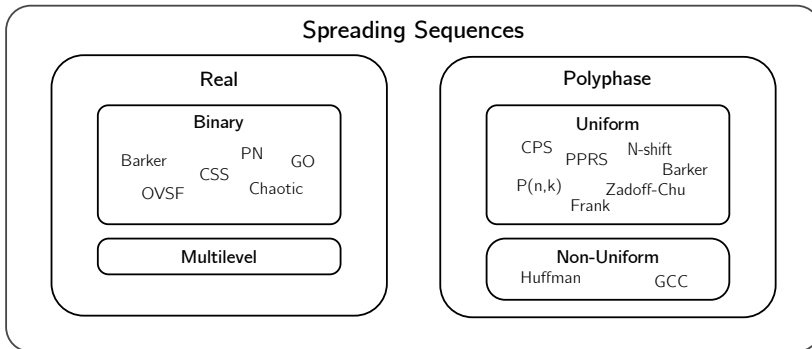 Spreading Sequences
Real
Binary
Barker
PN
GO
CSS
OVSF
Chaotic
Multilevel
Polyphase
Uniform
CPS
PPRS
N-shift
Barker
P(n,k)
Zadoff-Chu
Frank
Non-Uniform
Huffman
GCC